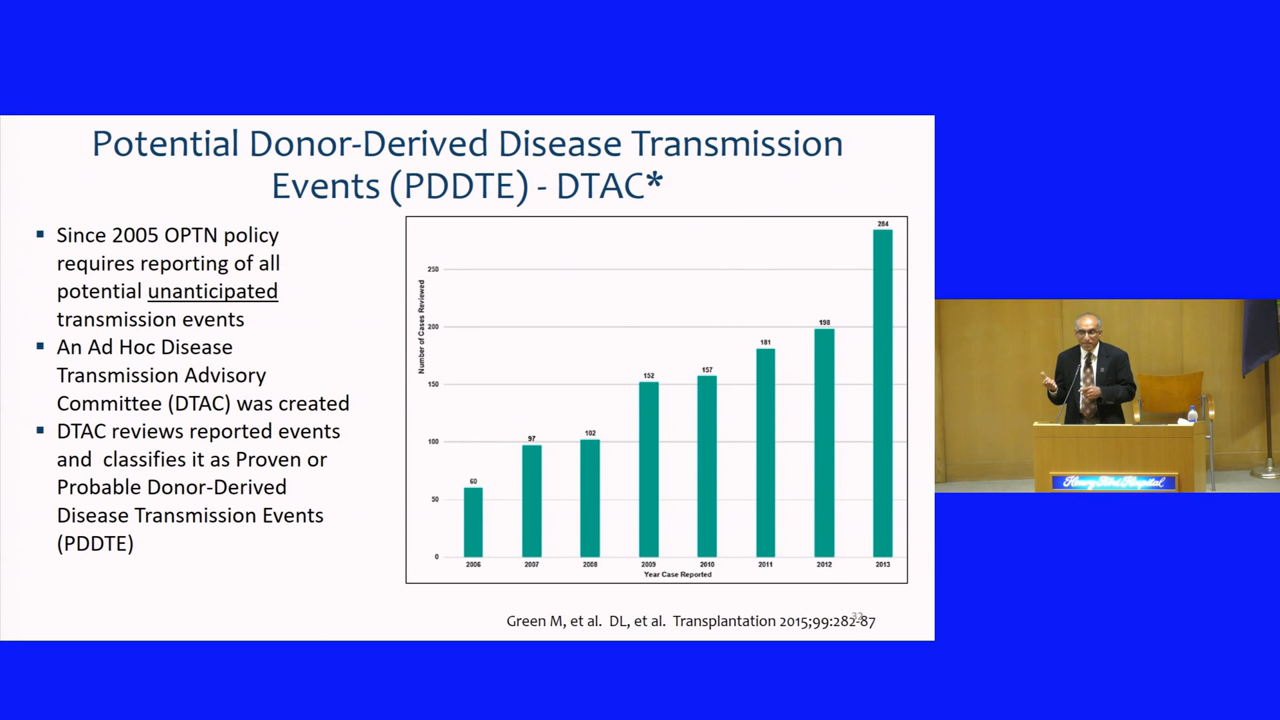 Potential Donor-Derived Disease Transmission
Events (PDDTE) - DTAC*
Since 2005 OPTN policy
requires reporting of all
potential unanticipated
transmission events
An Ad Hoc Disease
Transmission Advisory
Committee (DTAC) was created
DTAC reviews reported events
and classifies it as Proven or
Probable Donor-Derived
Disease Transmission Events
(PDDTE)
Number of Cases Reviewed
250
200
150
100
50
0
60
97
102
152
157
181
198
284
2006
2007
2008
2009
2010
2011
2012
2013
Year Case Reported
Green M, et al. DL, et al. Transplantation 2015;99:282-87
32
Henry Ford Hospital